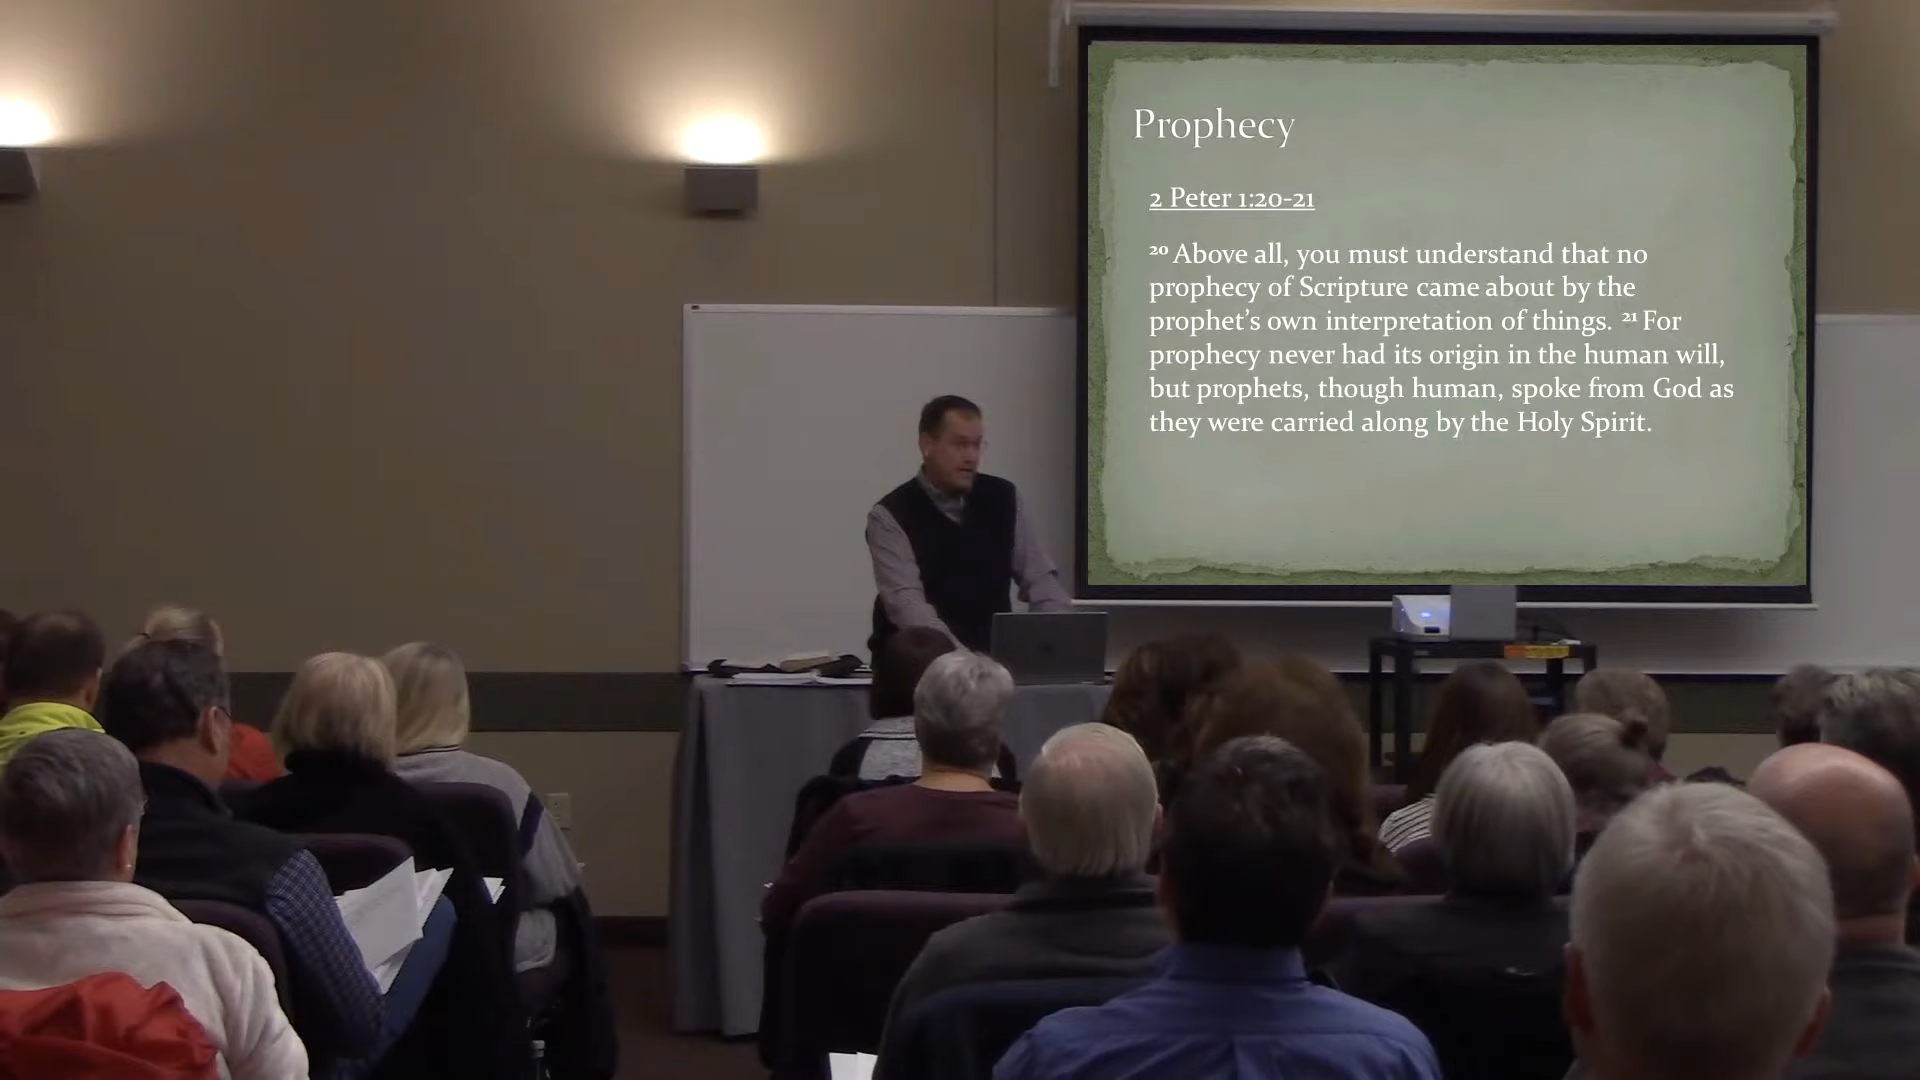 Prophecy
2 Peter 1:20-21
²⁰ Above all, you must understand that no
prophecy of Scripture came about by the
prophet’s own interpretation of things. ²¹ For
prophecy never had its origin in the human will,
but prophets, though human, spoke from God as
they were carried along by the Holy Spirit.